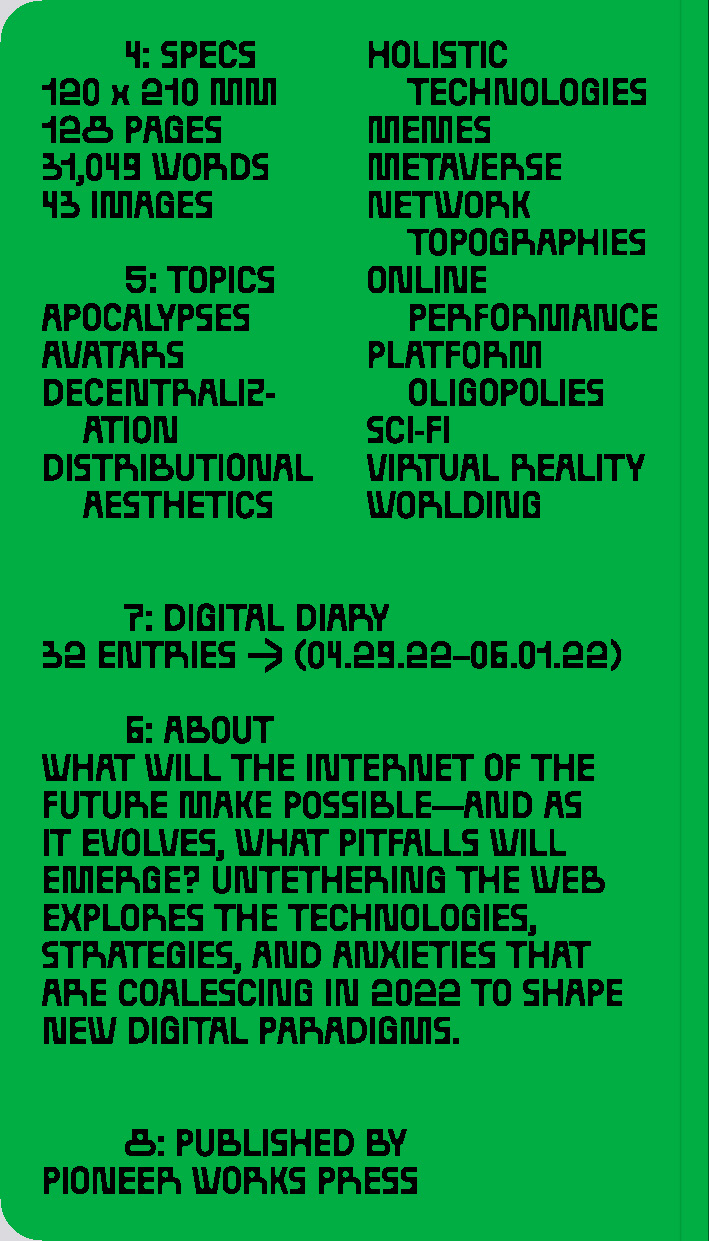 4: SPECS
120 x 210 MM
128 PAGES
31,049 WORDS
43 IMAGES
5: TOPICS
APOCALYPSES
AVATARS
DECENTRALIZ-
ATION
DISTRIBUTIONAL
AESTHETICS
HOLISTIC
TECHNOLOGIES
MEMES
METAVERSE
NETWORK
TOPOGRAPHIES
ONLINE
PERFORMANCE
PLATFORM
OLIGOPOLIES
SCI-FI
VIRTUAL REALITY
WORLDING
7: DIGITAL DIARY
32 ENTRIES → (04.29.22–06.01.22)
6: ABOUT
WHAT WILL THE INTERNET OF THE
FUTURE MAKE POSSIBLE—AND AS
IT EVOLVES, WHAT PITFALLS WILL
EMERGE? UNTETHERING THE WEB
EXPLORES THE TECHNOLOGIES,
STRATEGIES, AND ANXIETIES THAT
ARE COALESCING IN 2022 TO SHAPE
NEW DIGITAL PARADIGMS.
8: PUBLISHED BY
PIONEER WORKS PRESS